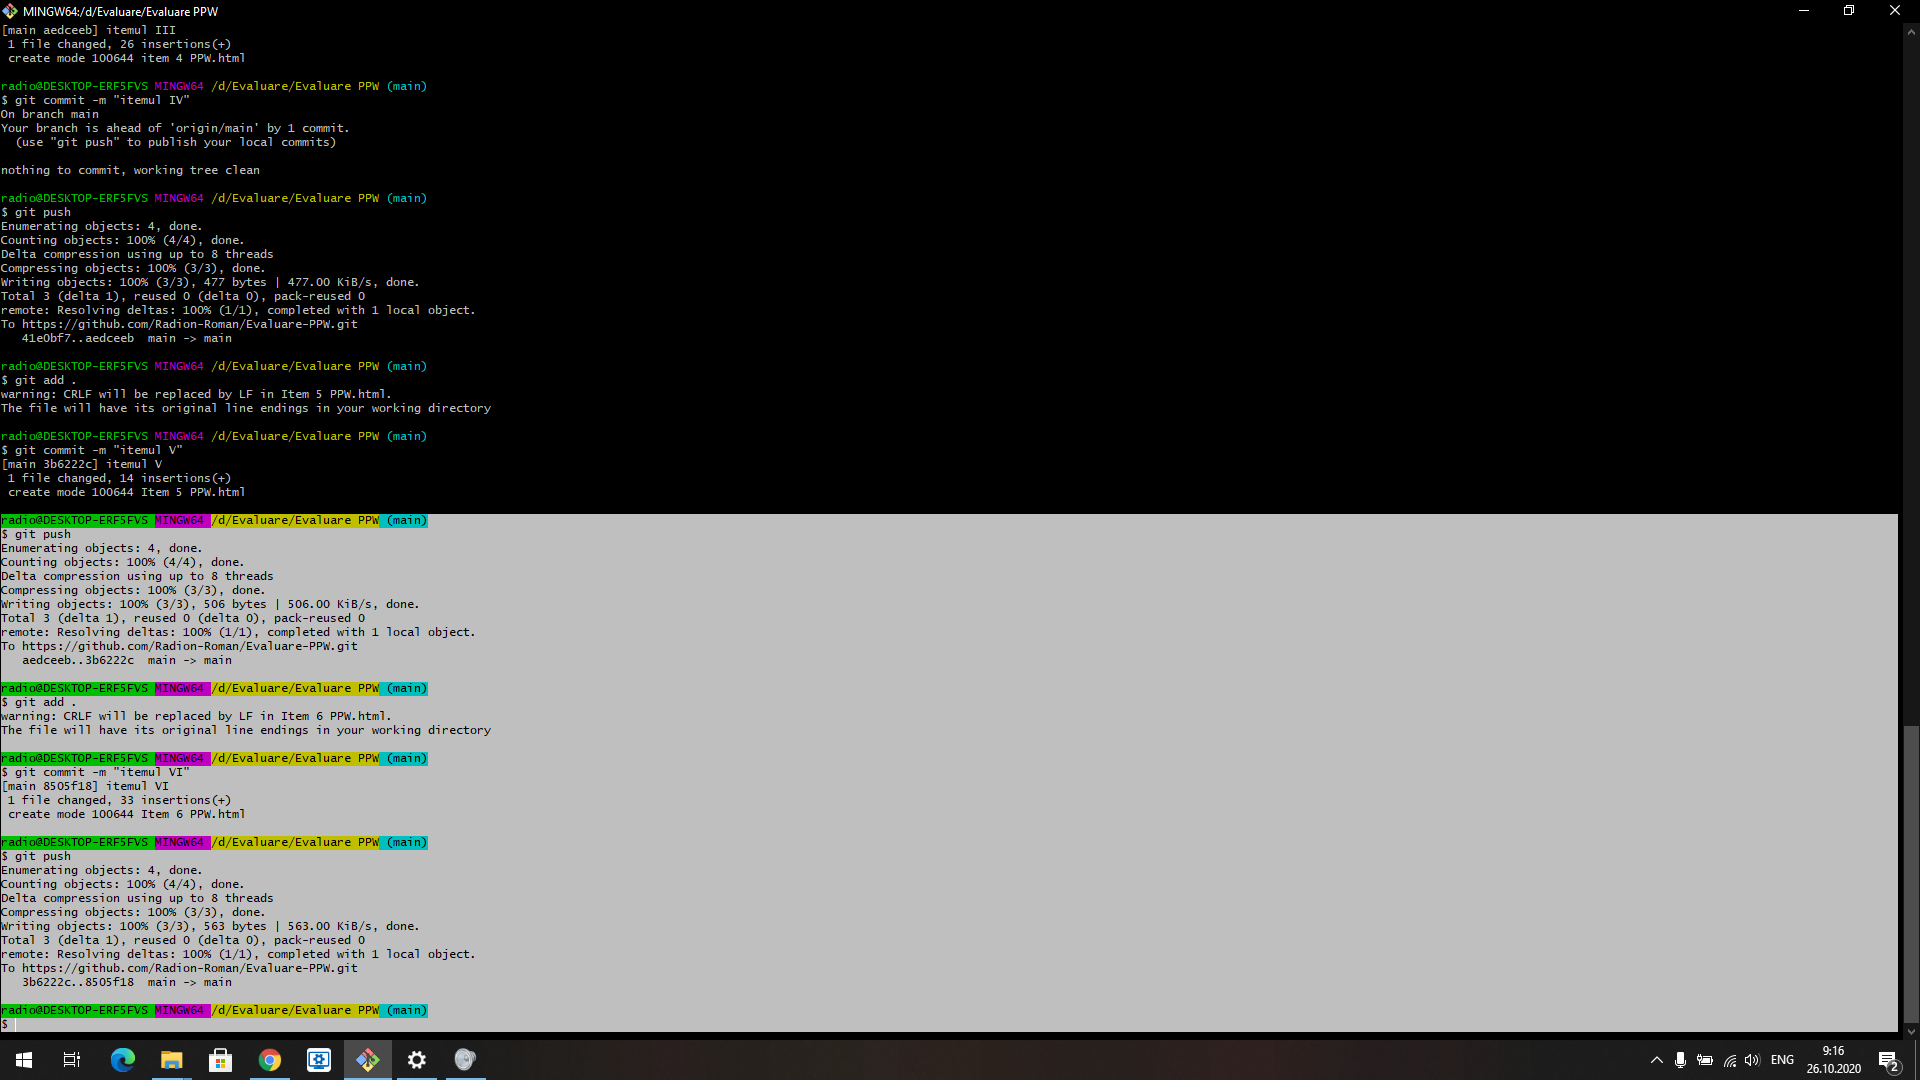 MINGW64:/d/Evaluare/Evaluare PPW
[main aedceeb] itemul III
 1 file changed, 26 insertions(+)
 create mode 100644 item 4 PPW.html
radio@DESKTOP-ERF5FVS MINGW64 /d/Evaluare/Evaluare PPW (main)
$ git commit -m "itemul IV"
On branch main
Your branch is ahead of 'origin/main' by 1 commit.
  (use "git push" to publish your local commits)
nothing to commit, working tree clean
radio@DESKTOP-ERF5FVS MINGW64 /d/Evaluare/Evaluare PPW (main)
$ git push
Enumerating objects: 4, done.
Counting objects: 100% (4/4), done.
Delta compression using up to 8 threads
Compressing objects: 100% (3/3), done.
Writing objects: 100% (3/3), 477 bytes | 477.00 KiB/s, done.
Total 3 (delta 1), reused 0 (delta 0), pack-reused 0
remote: Resolving deltas: 100% (1/1), completed with 1 local object.
To https://github.com/Radion-Roman/Evaluare-PPW.git
   41e0bf7..aedceeb  main -> main
radio@DESKTOP-ERF5FVS MINGW64 /d/Evaluare/Evaluare PPW (main)
$ git add .
warning: CRLF will be replaced by LF in Item 5 PPW.html.
The file will have its original line endings in your working directory
radio@DESKTOP-ERF5FVS MINGW64 /d/Evaluare/Evaluare PPW (main)
$ git commit -m "itemul V"
[main 3b6222c] itemul V
 1 file changed, 14 insertions(+)
 create mode 100644 Item 5 PPW.html
radio@DESKTOP-ERF5FVS MINGW64 /d/Evaluare/Evaluare PPW (main)
$ git push
Enumerating objects: 4, done.
Counting objects: 100% (4/4), done.
Delta compression using up to 8 threads
Compressing objects: 100% (3/3), done.
Writing objects: 100% (3/3), 506 bytes | 506.00 KiB/s, done.
Total 3 (delta 1), reused 0 (delta 0), pack-reused 0
remote: Resolving deltas: 100% (1/1), completed with 1 local object.
To https://github.com/Radion-Roman/Evaluare-PPW.git
   aedceeb..3b6222c  main -> main
radio@DESKTOP-ERF5FVS MINGW64 /d/Evaluare/Evaluare PPW (main)
$ git add .
warning: CRLF will be replaced by LF in Item 6 PPW.html.
The file will have its original line endings in your working directory
radio@DESKTOP-ERF5FVS MINGW64 /d/Evaluare/Evaluare PPW (main)
$ git commit -m "itemul VI"
[main 8505f18] itemul VI
 1 file changed, 33 insertions(+)
 create mode 100644 Item 6 PPW.html
radio@DESKTOP-ERF5FVS MINGW64 /d/Evaluare/Evaluare PPW (main)
$ git push
Enumerating objects: 4, done.
Counting objects: 100% (4/4), done.
Delta compression using up to 8 threads
Compressing objects: 100% (3/3), done.
Writing objects: 100% (3/3), 563 bytes | 563.00 KiB/s, done.
Total 3 (delta 1), reused 0 (delta 0), pack-reused 0
remote: Resolving deltas: 100% (1/1), completed with 1 local object.
To https://github.com/Radion-Roman/Evaluare-PPW.git
   3b6222c..8505f18  main -> main
radio@DESKTOP-ERF5FVS MINGW64 /d/Evaluare/Evaluare PPW (main)
$
ENG
9:16
26.10.2020
2